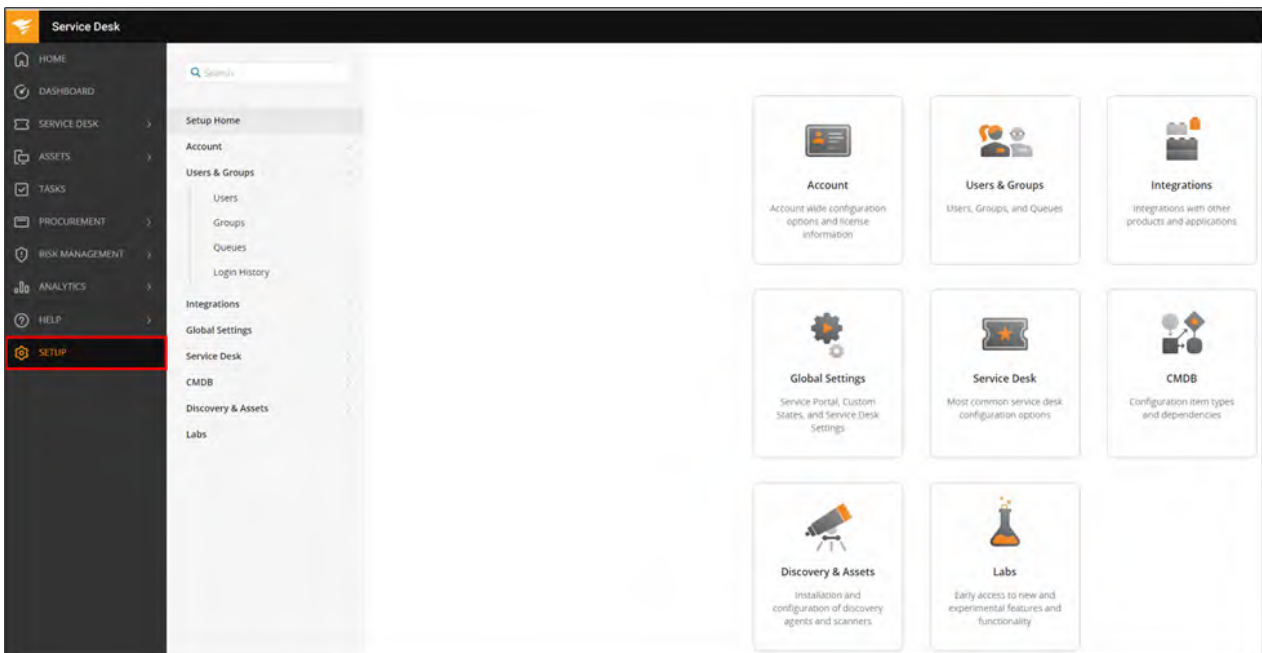 Service Desk
HOME
DASHBOARD
SERVICE DESK
ASSETS
TASKS
PROCUREMENT
RISK MANAGEMENT
ANALYTICS
HELP
SETUP
Search
Setup Home
Account
Users & Groups
Users
Groups
Queues
Login History
Integrations
Global Settings
Service Desk
CMDB
Discovery & Assets
Labs
Account
Account wide configuration
options and license
information
Users & Groups
Users, Groups, and Queues
Integrations
Integrations with other
products and applications
Global Settings
Service Portal, Custom
States, and Service Desk
Settings
Service Desk
Most common service desk
configuration options
CMDB
Configuration item types
and dependencies
Discovery & Assets
Installation and
configuration of discovery
agents and scanners
Labs
Early access to new and
experimental features and
functionality